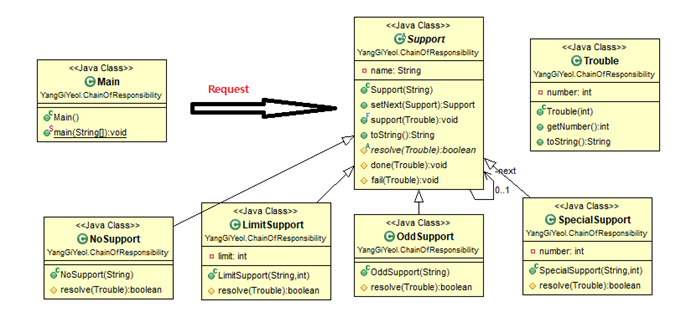 <<Java Class>>
Main
YangGiYeol.ChainOfResponsibility
Main()
main(String[]):void
Request
<<Java Class>>
Support
YangGiYeol.ChainOfResponsibility
name: String
Support(String)
setNext(Support):Support
support(Trouble):void
toString():String
resolve(Trouble):boolean
done(Trouble):void
fail(Trouble):void
-next
0..1
<<Java Class>>
Trouble
YangGiYeol.ChainOfResponsibility
number: int
Trouble(int)
getNumber():int
toString():String
<<Java Class>>
NoSupport
YangGiYeol.ChainOfResponsibility
NoSupport(String)
resolve(Trouble):boolean
<<Java Class>>
LimitSupport
YangGiYeol.ChainOfResponsibility
limit: int
LimitSupport(String,int)
resolve(Trouble):boolean
<<Java Class>>
OddSupport
YangGiYeol.ChainOfResponsibility
OddSupport(String)
resolve(Trouble):boolean
<<Java Class>>
SpecialSupport
YangGiYeol.ChainOfResponsibility
number: int
SpecialSupport(String,int)
resolve(Trouble):boolean